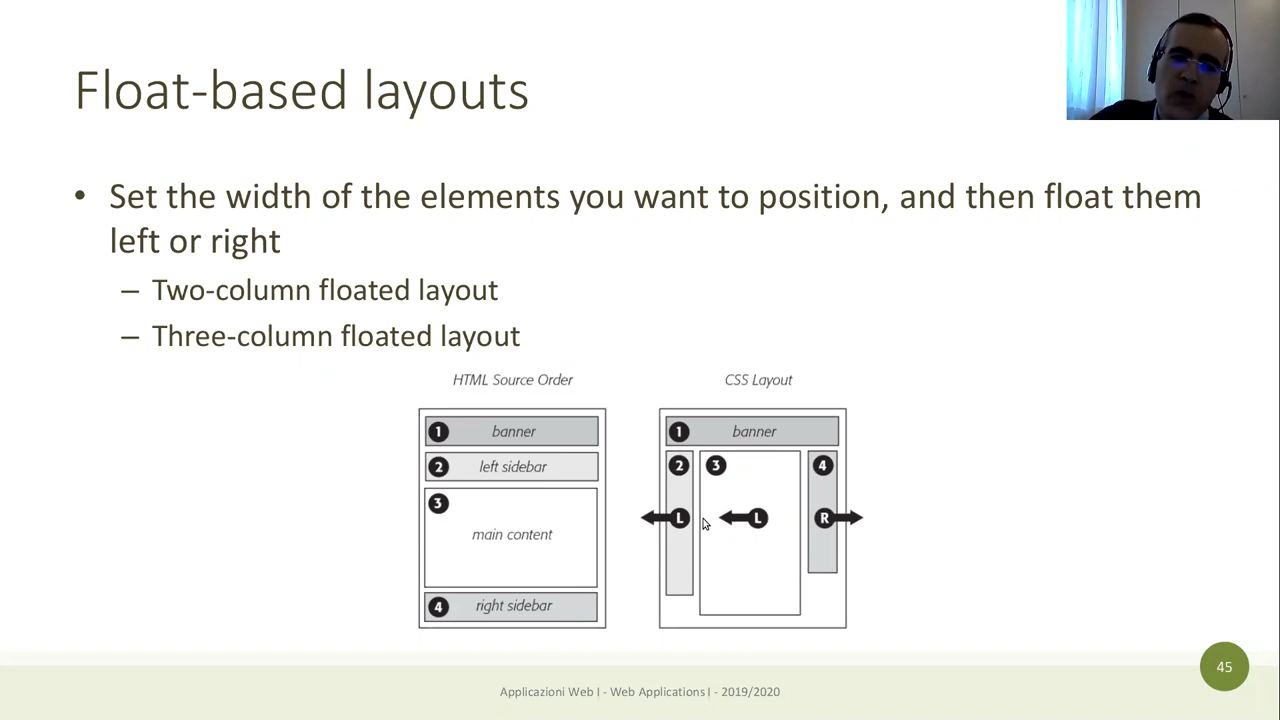 Float-based layouts
• Set the width of the elements you want to position, and then float them
left or right
– Two-column floated layout
– Three-column floated layout
HTML Source Order
1 banner
2 left sidebar
3
main content
4 right sidebar
CSS Layout
1 banner
2 3 4
L L R
45
Applicazioni Web I - Web Applications I - 2019/2020